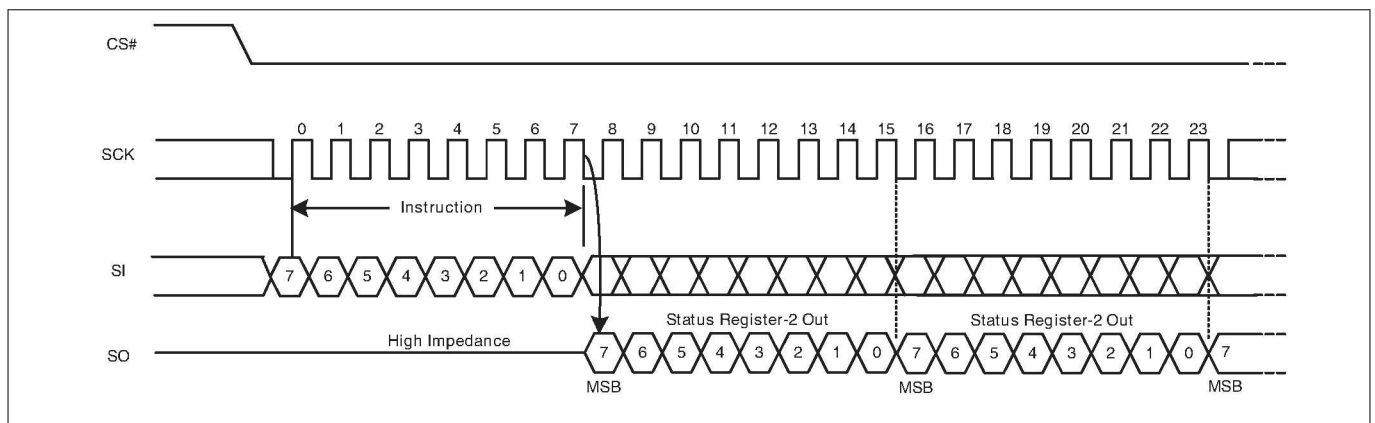 CS#
0 1 2 3 4 5 6 7 8 9 10 11 12 13 14 15 16 17 18 19 20 21 22 23
SCK
Instruction
SI
7 6 5 4 3 2 1 0
Status Register-2 Out Status Register-2 Out
High Impedance
SO
7 6 5 4 3 2 1 0 7 6 5 4 3 2 1 0 7
MSB MSB MSB